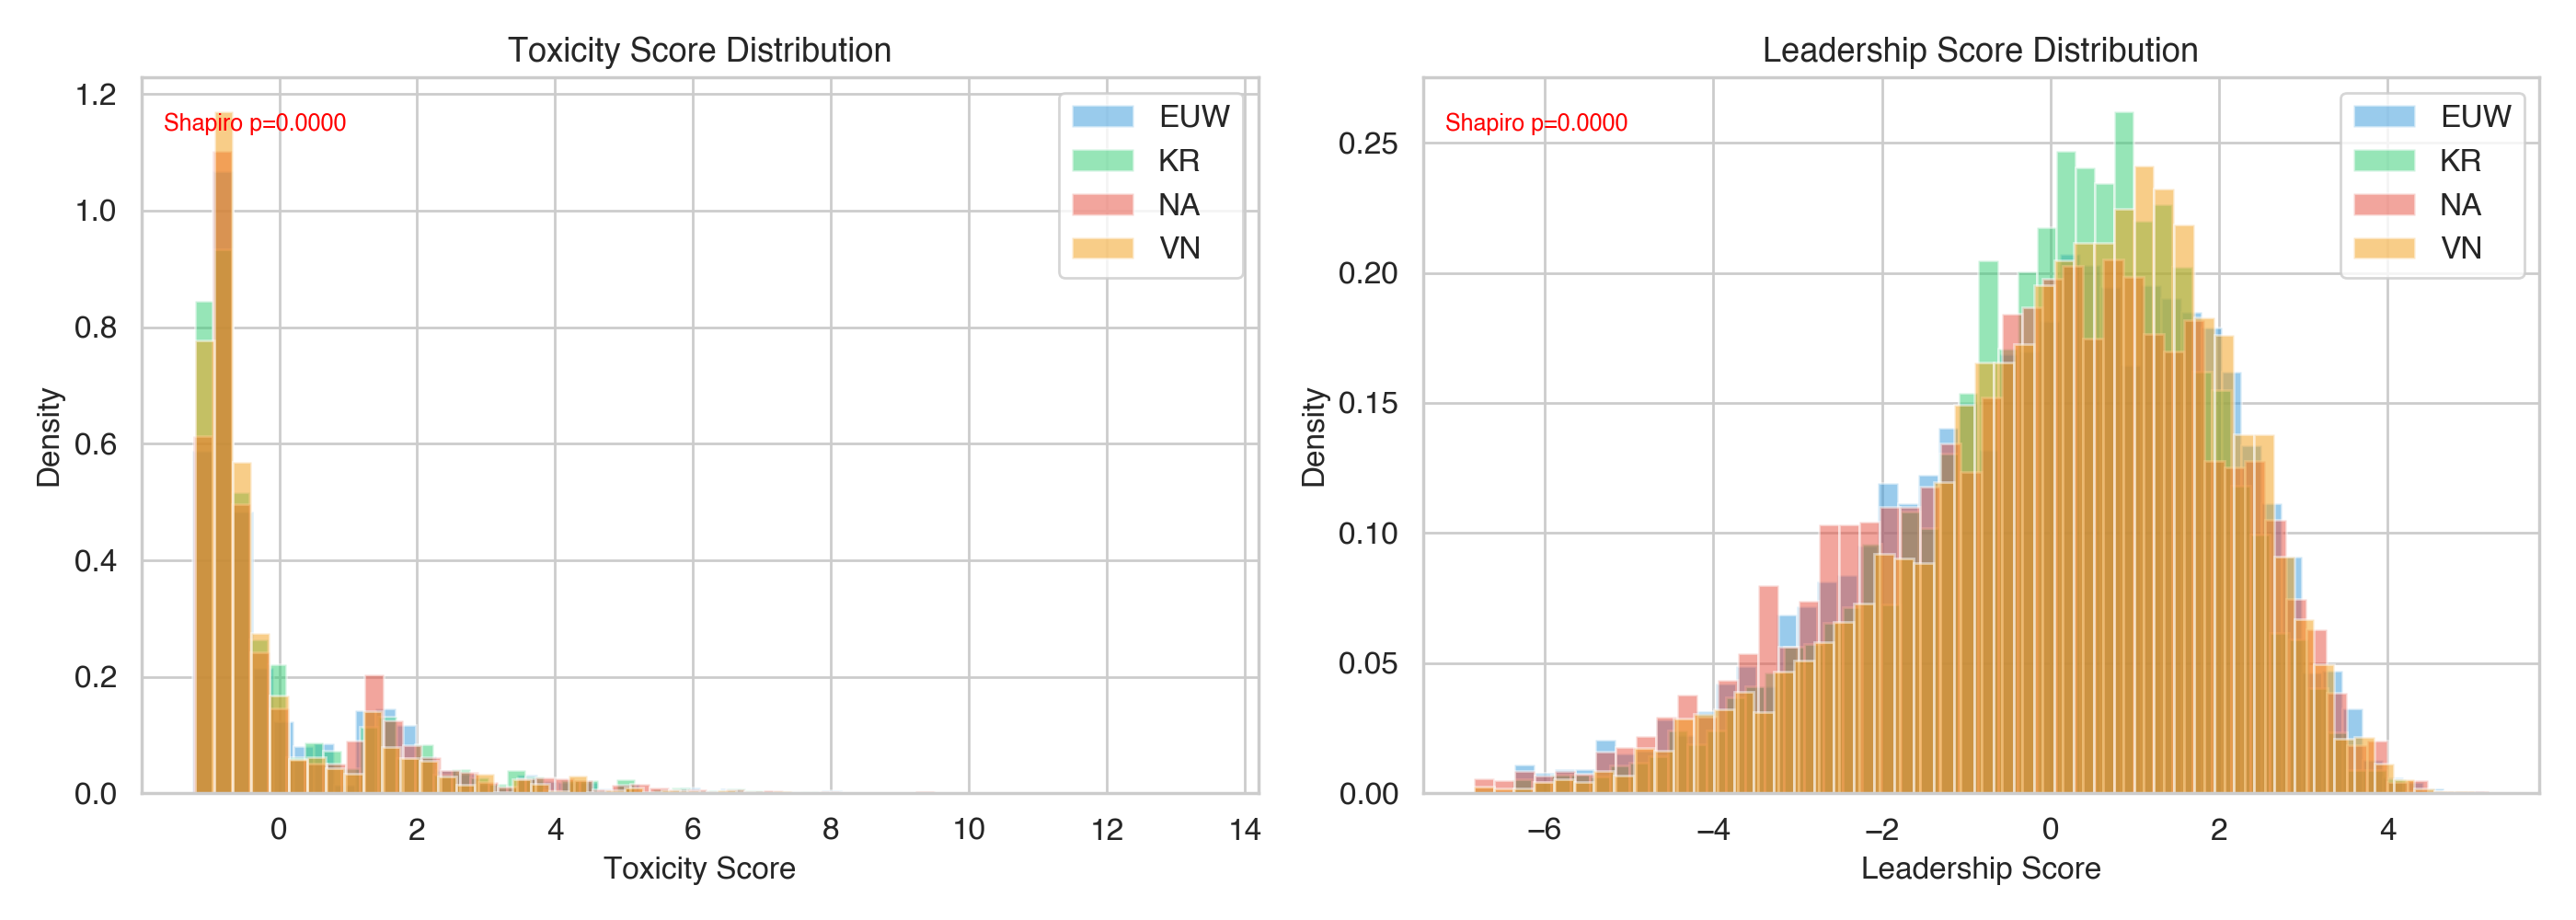 Toxicity Score Distribution
1.2
1.0
0.8
0.6
0.4
0.2
0.0
Density
Shapiro p=0.0000
EUW
KR
NA
VN
0 2 4 6 8 10 12 14
Toxicity Score
Leadership Score Distribution
0.25
0.20
0.15
0.10
0.05
0.00
Density
Shapiro p=0.0000
EUW
KR
NA
VN
−6 −4 −2 0 2 4
Leadership Score